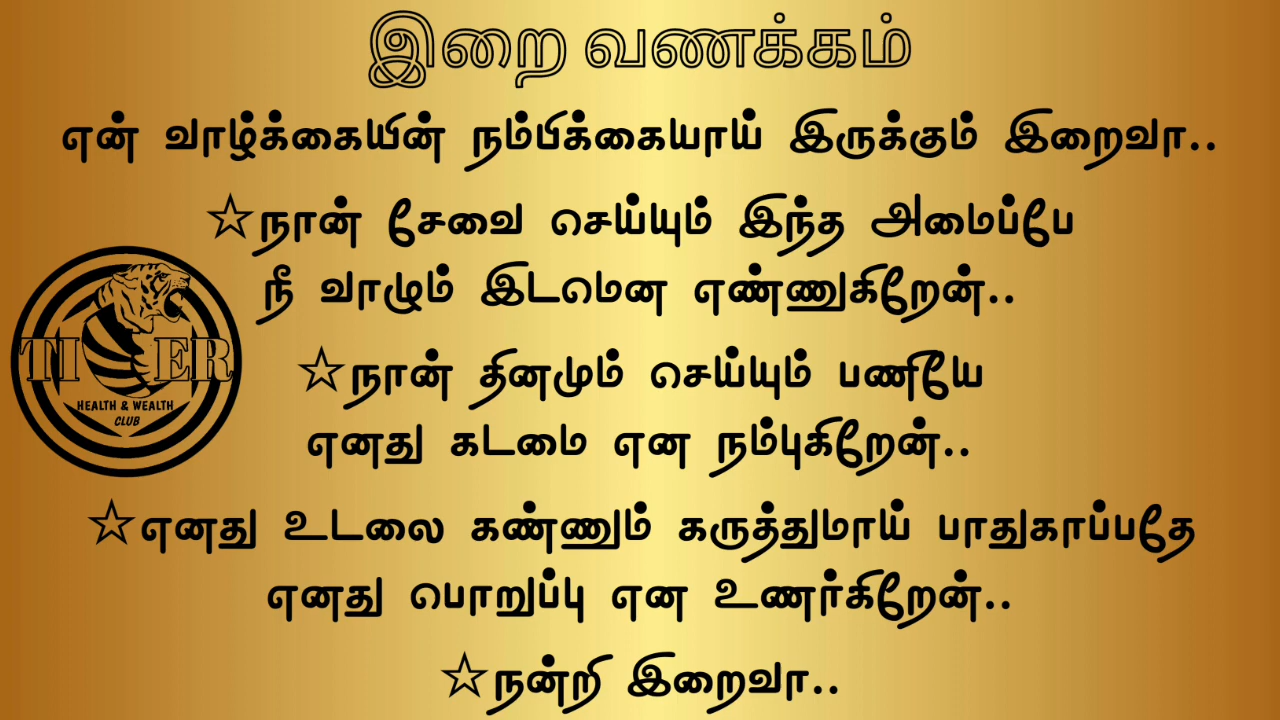 இறை வணக்கம்
என் வாழ்க்கையின் நம்பிக்கையாய் இருக்கும் இறைவா..
☆நான் சேவை செய்யும் இந்த அமைப்பே
நீ வாழும் இடமென எண்ணுகிறேன்..
TIGER
HEALTH & WEALTH
CLUB
☆நான் தினமும் செய்யும் பணியே
எனது கடமை என நம்புகிறேன்..
☆எனது உடலை கண்ணும் கருத்துமாய் பாதுகாப்பதே
எனது பொறுப்பு என உணர்கிறேன்..
☆நன்றி இறைவா..